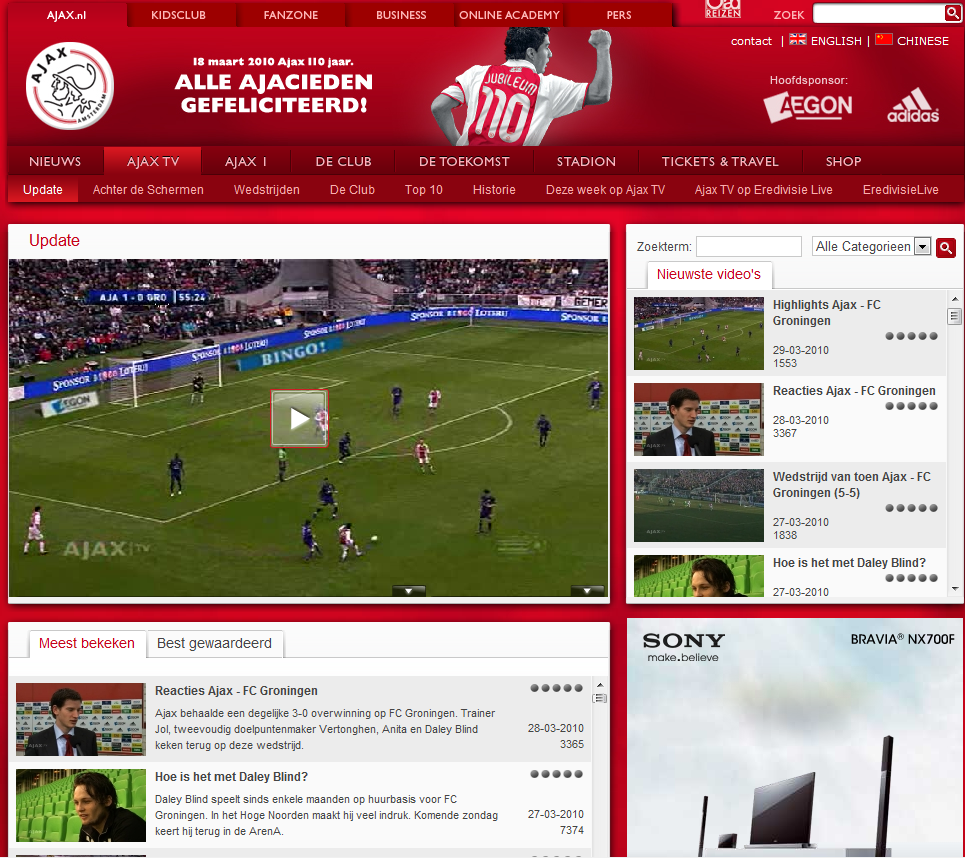 AJAX.nl
KIDSCLUB
FANZONE
BUSINESS
ONLINE ACADEMY
PERS
REIZEN
ZOEK
contact | ENGLISH | CHINESE
AJAX
AMSTERDAM
18 maart 2010 Ajax 110 jaar.
ALLE AJACIEDEN
GEFELICITEERD!
JUBILEUM
110
Hoofdsponsor:
AEGON
adidas
NIEUWS
AJAX TV
AJAX 1
DE CLUB
DE TOEKOMST
STADION
TICKETS & TRAVEL
SHOP
Update
Achter de Schermen
Wedstrijden
De Club
Top 10
Historie
Deze week op Ajax TV
Ajax TV op Eredivisie Live
EredivisieLive
Update
AJA 1 - 0 GRO 55:24
SPONSOR BINGO LOTERIJ
BINGO!
AEGON
AJAX TV
Zoekterm:
Alle Categorieen
Nieuwste video's
Highlights Ajax - FC
Groningen
29-03-2010
1553
Reacties Ajax - FC Groningen
28-03-2010
3367
Wedstrijd van toen Ajax - FC
Groningen (5-5)
27-03-2010
1838
Hoe is het met Daley Blind?
27-03-2010
Meest bekeken
Best gewaardeerd
Reacties Ajax - FC Groningen
Ajax behaalde een degelijke 3-0 overwinning op FC Groningen. Trainer
Jol, tweevoudig doelpuntenmaker Vertonghen, Anita en Daley Blind
keken terug op deze wedstrijd.
28-03-2010
3365
Hoe is het met Daley Blind?
Daley Blind speelt sinds enkele maanden op huurbasis voor FC
Groningen. In het Hoge Noorden maakt hij veel indruk. Komende zondag
keert hij terug in de ArenA.
27-03-2010
7374
SONY
make.believe
BRAVIA® NX700F